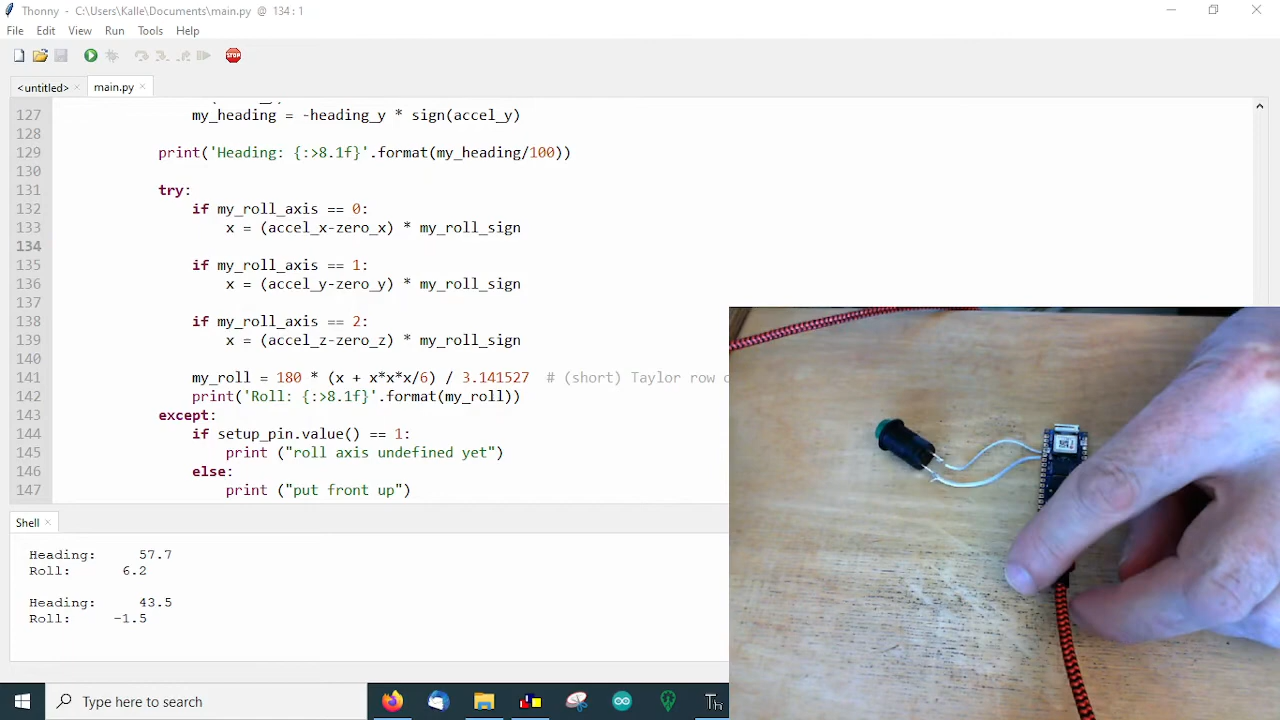 Thonny - C:\Users\Kalle\Documents\main.py @ 134 : 1
File Edit View Run Tools Help
<untitled> × main.py ×
127 my_heading = -heading_y * sign(accel_y)
128
129 print('Heading: {:>8.1f}'.format(my_heading/100))
130
131 try:
132 if my_roll_axis == 0:
133 x = (accel_x-zero_x) * my_roll_sign
134
135 if my_roll_axis == 1:
136 x = (accel_y-zero_y) * my_roll_sign
137
138 if my_roll_axis == 2:
139 x = (accel_z-zero_z) * my_roll_sign
140
141 my_roll = 180 * (x + x*x*x/6) / 3.141527 # (short) Taylor row
142 print('Roll: {:>8.1f}'.format(my_roll))
143 except:
144 if setup_pin.value() == 1:
145 print ("roll axis undefined yet")
146 else:
147 print ("put front up")
Shell ×
Heading: 57.7
Roll: 6.2
Heading: 43.5
Roll: -1.5
Type here to search